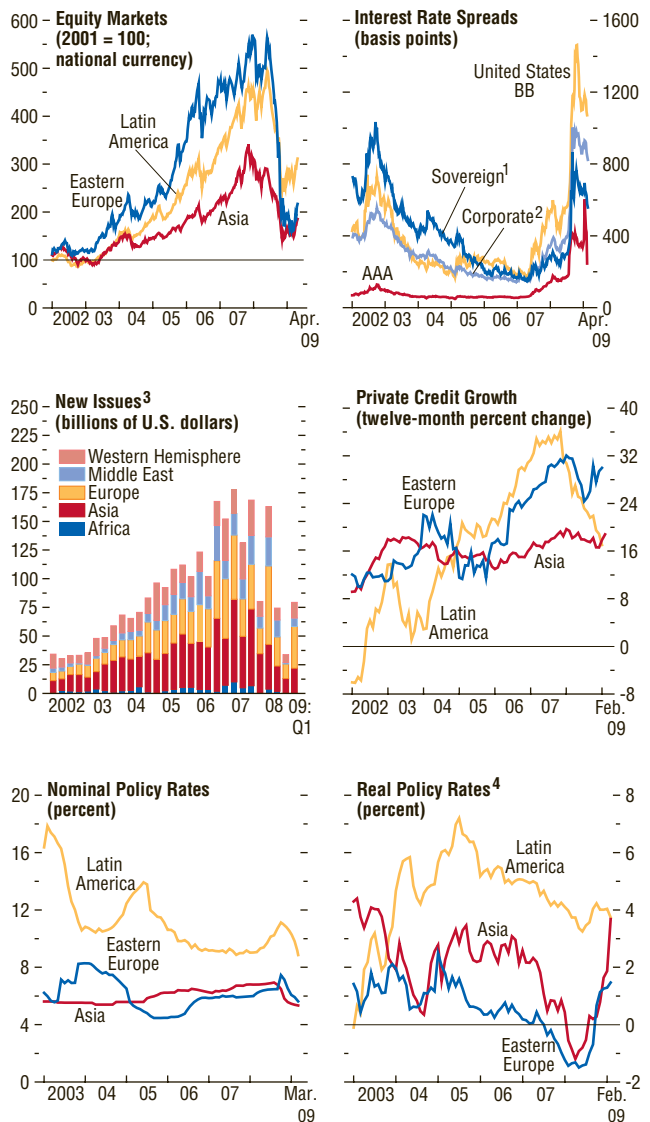 Equity Markets
(2001 = 100;
national currency)
600
500
400
300
200
100
0
Latin
America
Eastern
Europe
Asia
2002 03 04 05 06 07 Apr.
09
Interest Rate Spreads
(basis points)
1600
1200
800
400
0
United States
BB
Sovereign1
Corporate2
AAA
2002 03 04 05 06 07 Apr.
09
New Issues3
(billions of U.S. dollars)
250
225
200
175
150
125
100
75
50
25
0
Western Hemisphere
Middle East
Europe
Asia
Africa
2002 03 04 05 06 07 08 09:
Q1
Private Credit Growth
(twelve-month percent change)
40
32
24
16
8
0
-8
Eastern
Europe
Asia
Latin
America
2002 03 04 05 06 07 Feb.
09
Nominal Policy Rates
(percent)
20
16
12
8
4
0
Latin
America
Eastern
Europe
Asia
2003 04 05 06 07 Mar.
09
Real Policy Rates4
(percent)
8
6
4
2
0
-2
Latin
America
Asia
Eastern
Europe
2003 04 05 06 07 Feb.
09